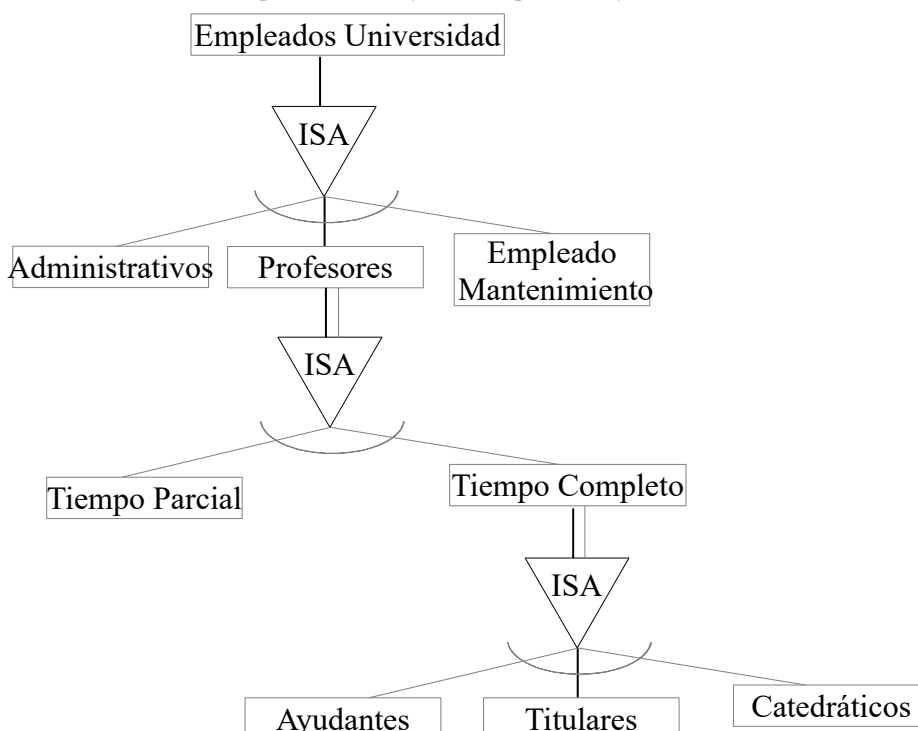 Empleados Universidad
ISA
Administrativos
Profesores
Empleado
Mantenimiento
ISA
Tiempo Parcial
Tiempo Completo
ISA
Ayudantes
Titulares
Catedráticos